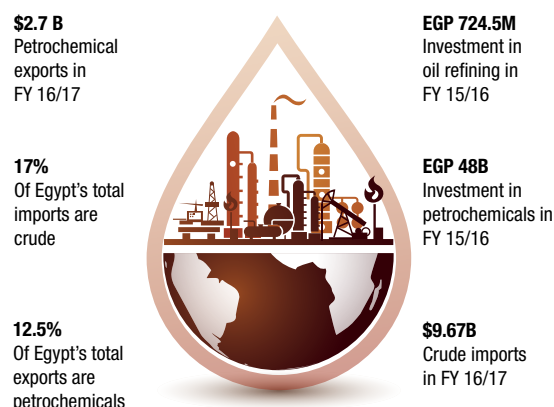 $2.7 B
Petrochemical
exports in
FY 16/17
17%
Of Egypt's total
imports are
crude
12.5%
Of Egypt's total
exports are
petrochemicals
EGP 724.5M
Investment in
oil refining in
FY 15/16
EGP 48B
Investment in
petrochemicals in
FY 15/16
$9.67B
Crude imports
in FY 16/17